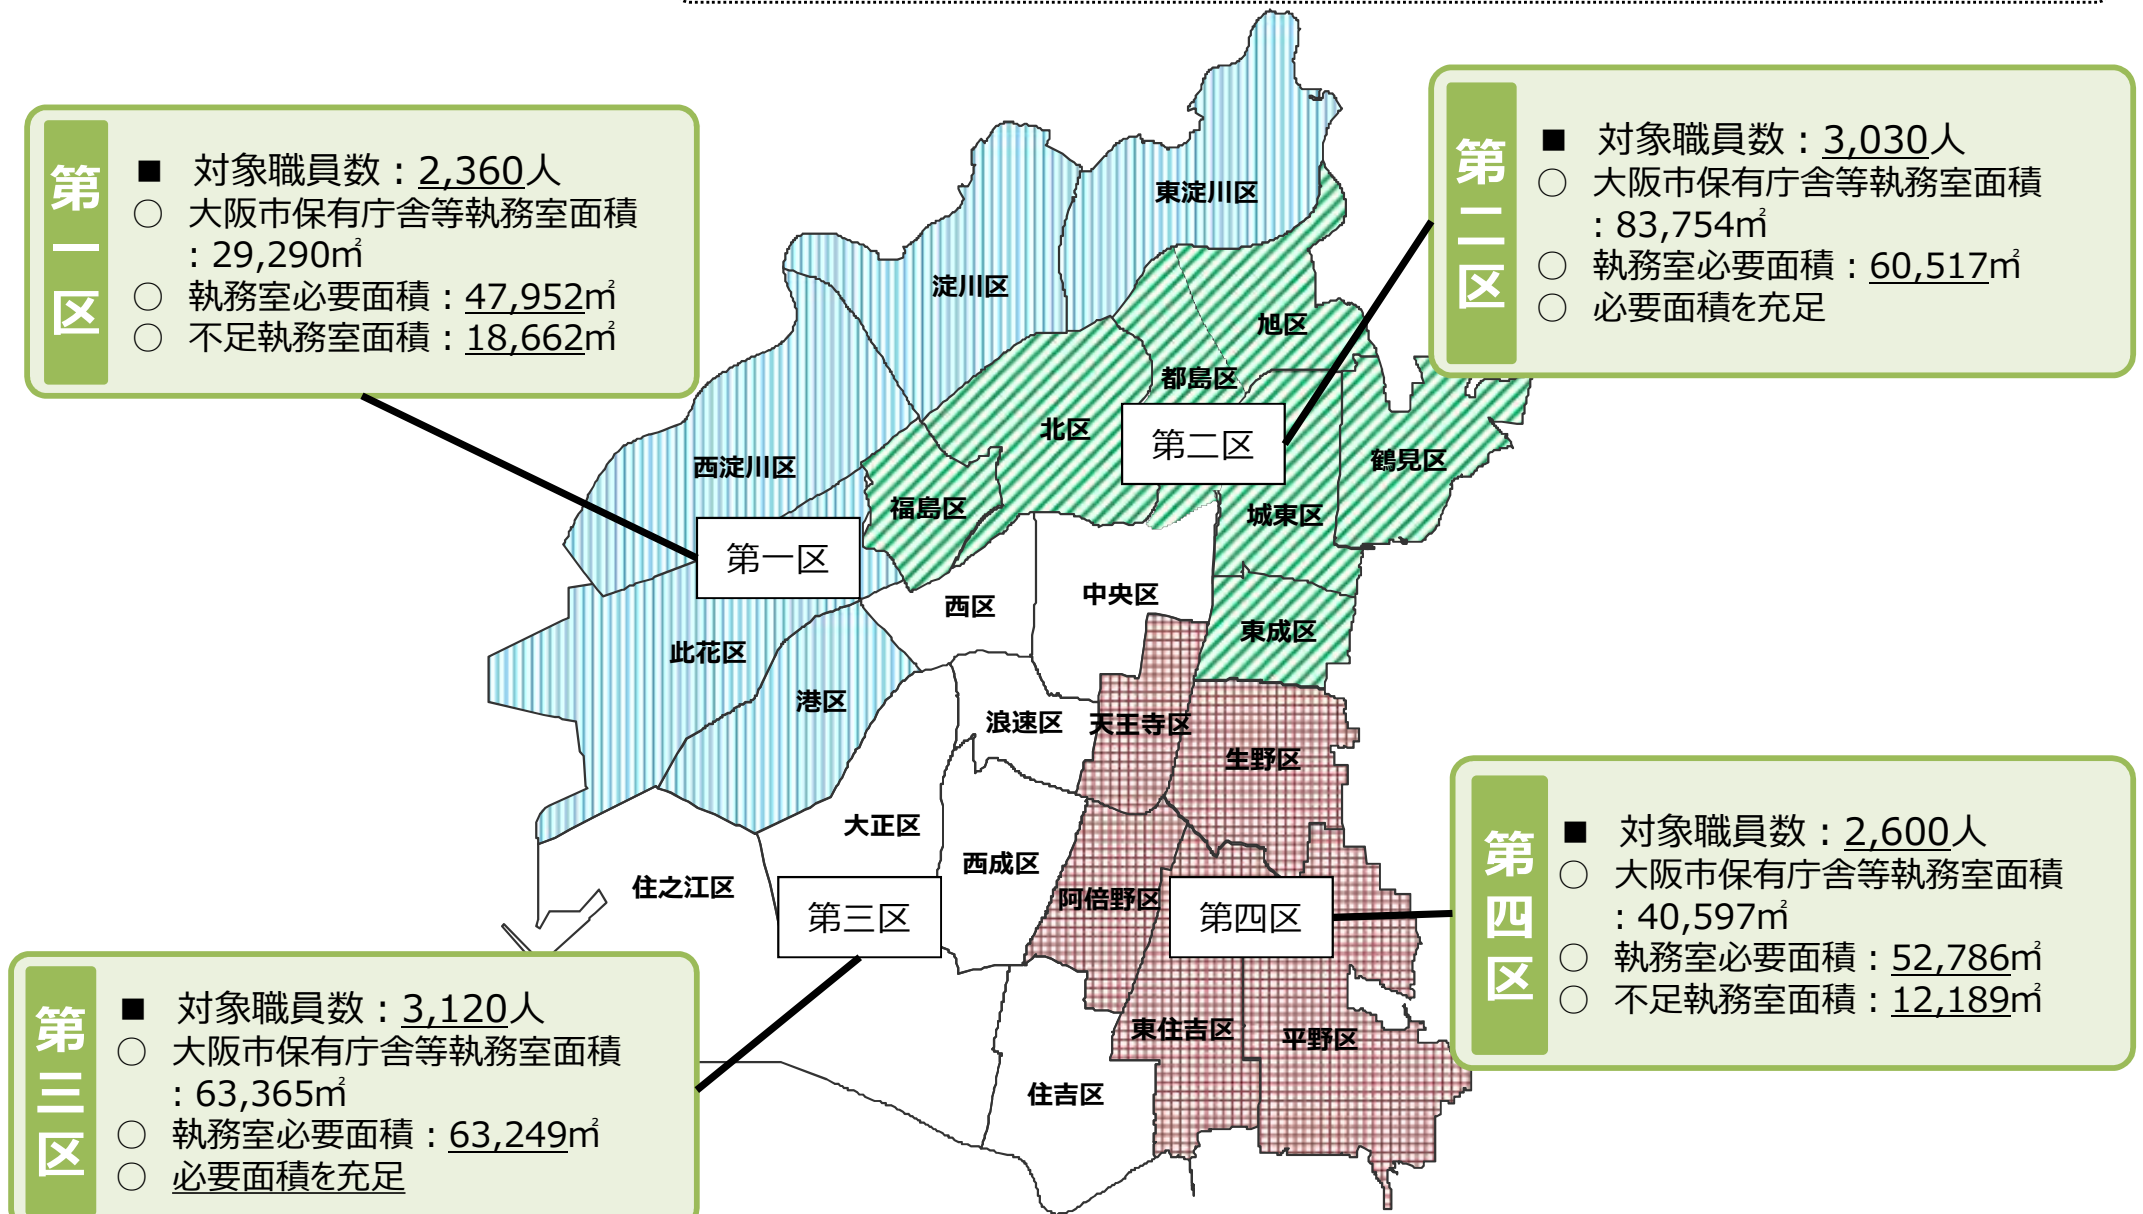 第一区
■ 対象職員数：2,360人
○ 大阪市保有庁舎等執務室面積
：29,290㎡
○ 執務室必要面積：47,952㎡
○ 不足執務室面積：18,662㎡
第二区
■ 対象職員数：3,030人
○ 大阪市保有庁舎等執務室面積
：83,754㎡
○ 執務室必要面積：60,517㎡
○ 必要面積を充足
東淀川区
淀川区
旭区
都島区
北区
第二区
西淀川区
鶴見区
福島区
城東区
第一区
西区
中央区
東成区
此花区
港区
浪速区
天王寺区
生野区
大正区
西成区
住之江区
阿倍野区
第三区
第四区
東住吉区
平野区
住吉区
第三区
■ 対象職員数：3,120人
○ 大阪市保有庁舎等執務室面積
：63,365㎡
○ 執務室必要面積：63,249㎡
○ 必要面積を充足
第四区
■ 対象職員数：2,600人
○ 大阪市保有庁舎等執務室面積
：40,597㎡
○ 執務室必要面積：52,786㎡
○ 不足執務室面積：12,189㎡